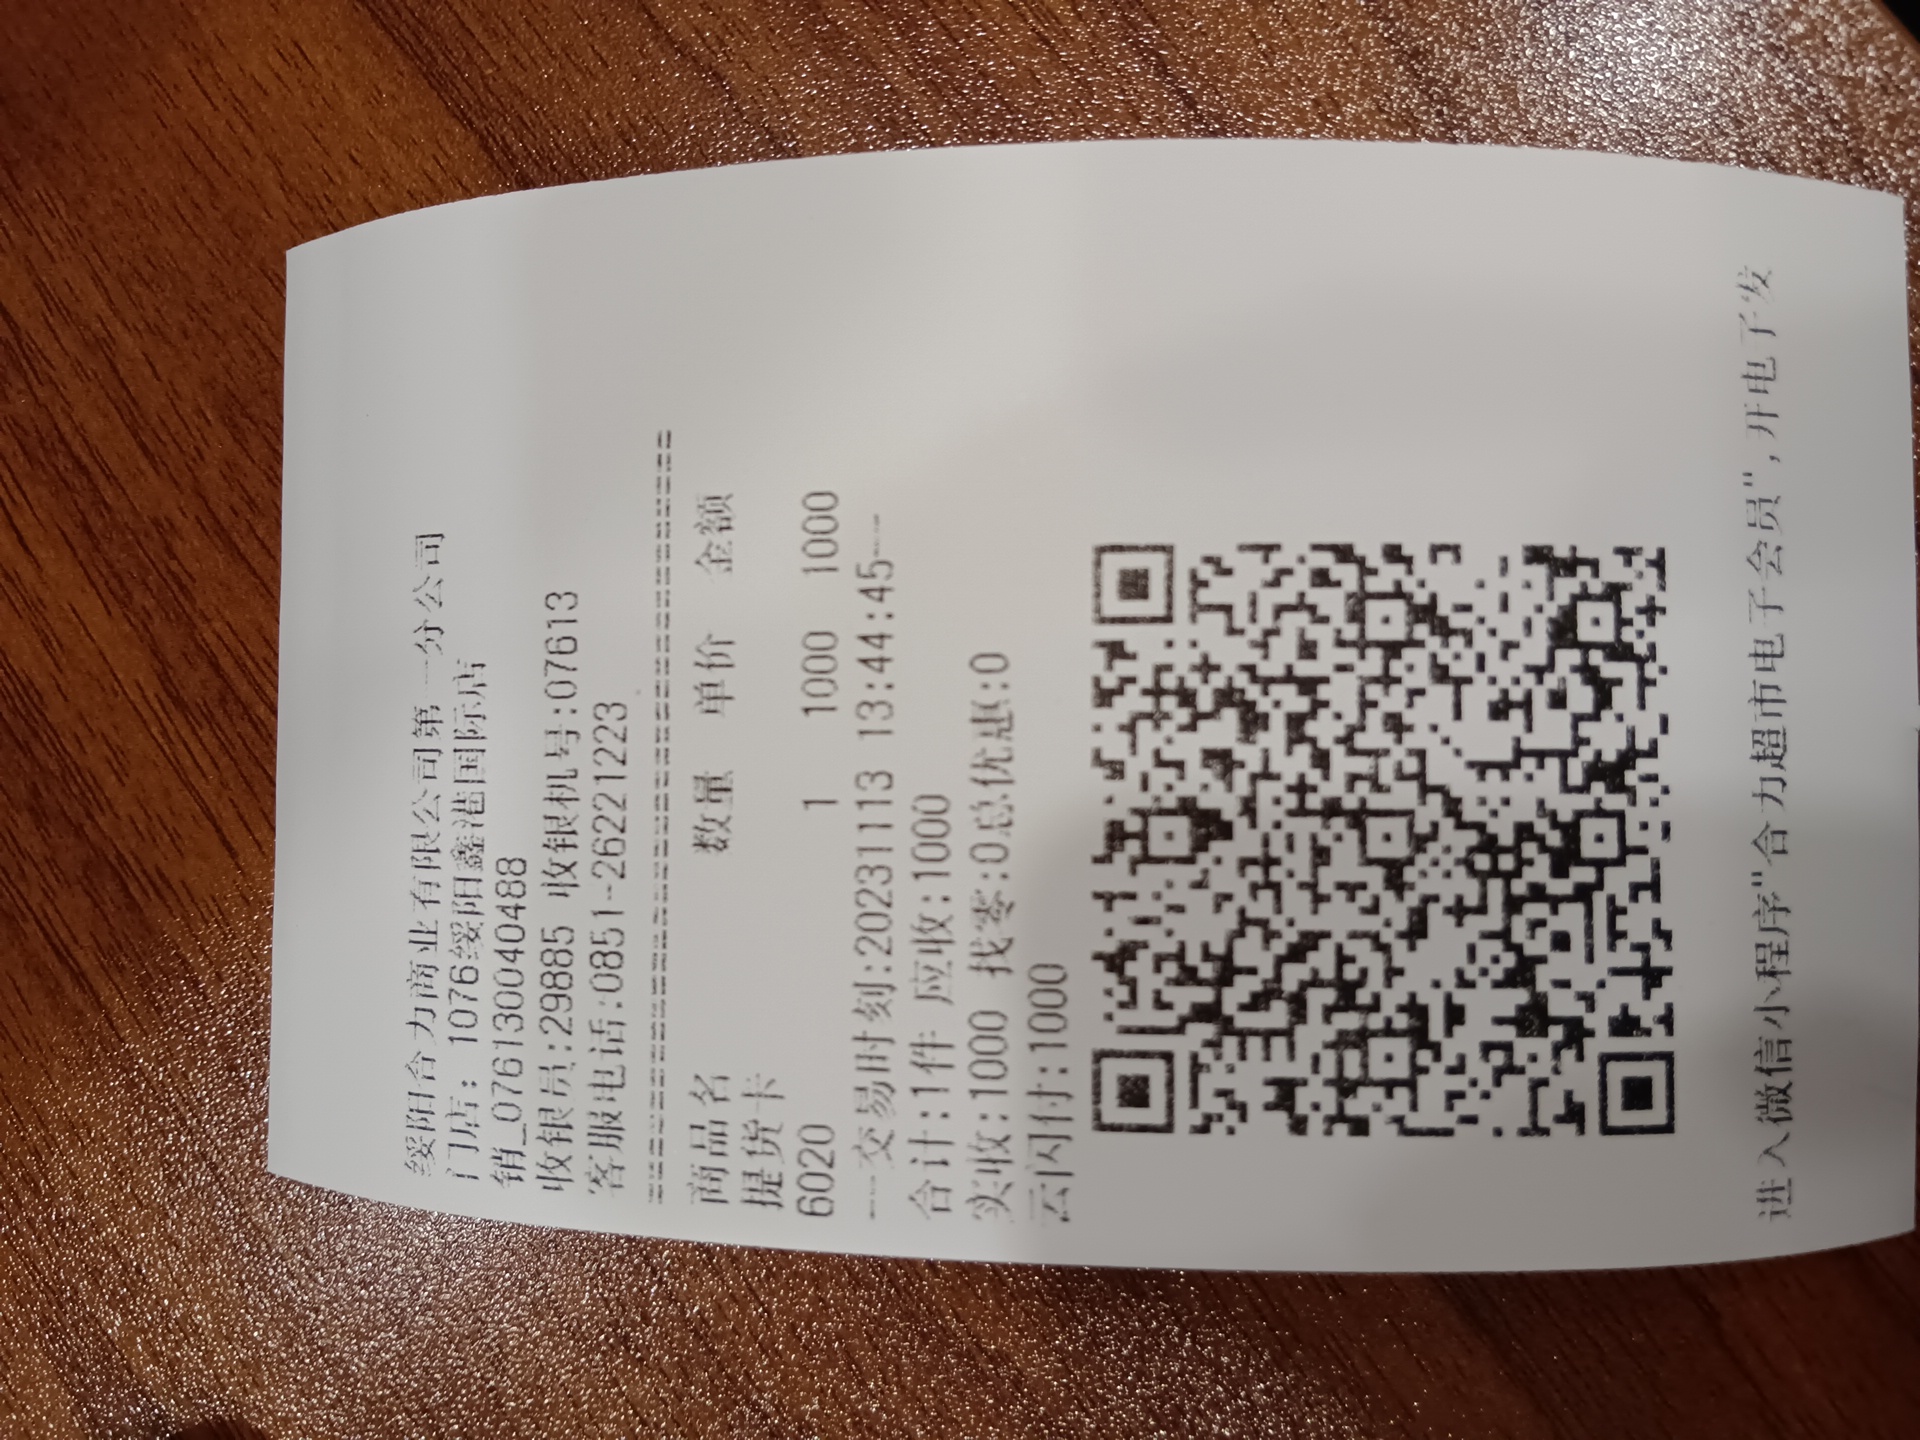 绥阳合力商业有限公司第一分公司
门店: 1076绥阳鑫港国际店
销_076130040488
收银员:29885 收银机号:07613
客服电话:0851-26221223
商品名 数量 单价 金额
提货卡
6020 1 1000 1000
--交易时刻:20231113 13:44:45--
合计:1件 应收:1000
实收:1000 找零:0总优惠:0
云闪付:1000
进入微信小程序"合力超市电子会员",开电子发